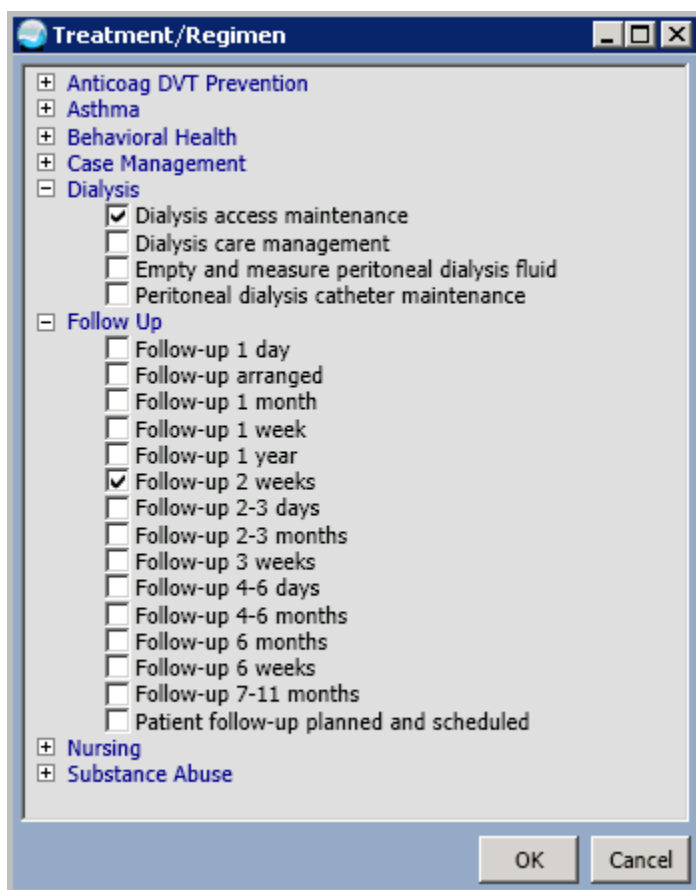 Treatment/Regimen
Anticoag DVT Prevention
Asthma
Behavioral Health
Case Management
Dialysis
Dialysis access maintenance
Dialysis care management
Empty and measure peritoneal dialysis fluid
Peritoneal dialysis catheter maintenance
Follow Up
Follow-up 1 day
Follow-up arranged
Follow-up 1 month
Follow-up 1 week
Follow-up 1 year
Follow-up 2 weeks
Follow-up 2-3 days
Follow-up 2-3 months
Follow-up 3 weeks
Follow-up 4-6 days
Follow-up 4-6 months
Follow-up 6 months
Follow-up 6 weeks
Follow-up 7-11 months
Patient follow-up planned and scheduled
Nursing
Substance Abuse
OK Cancel